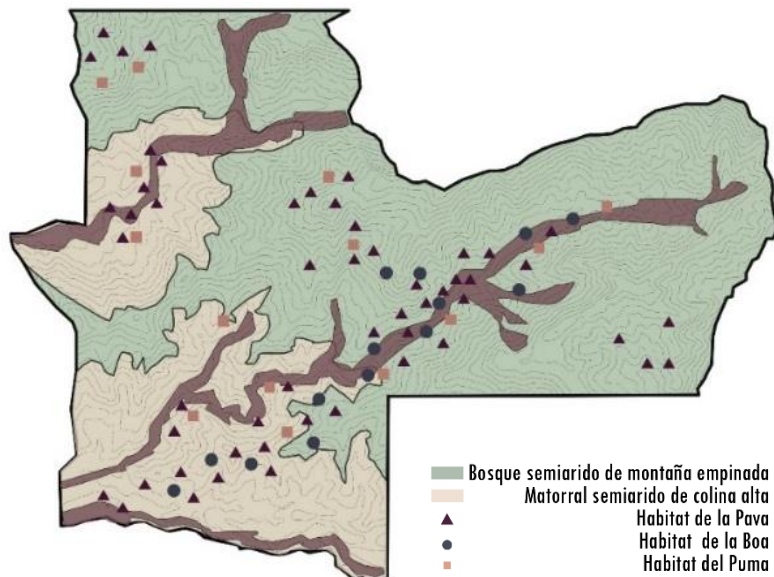 Bosque semiarido de montaña empinada
Matorral semiarido de colina alta
Habitat de la Pava
Habitat de la Boa
Habitat del Puma